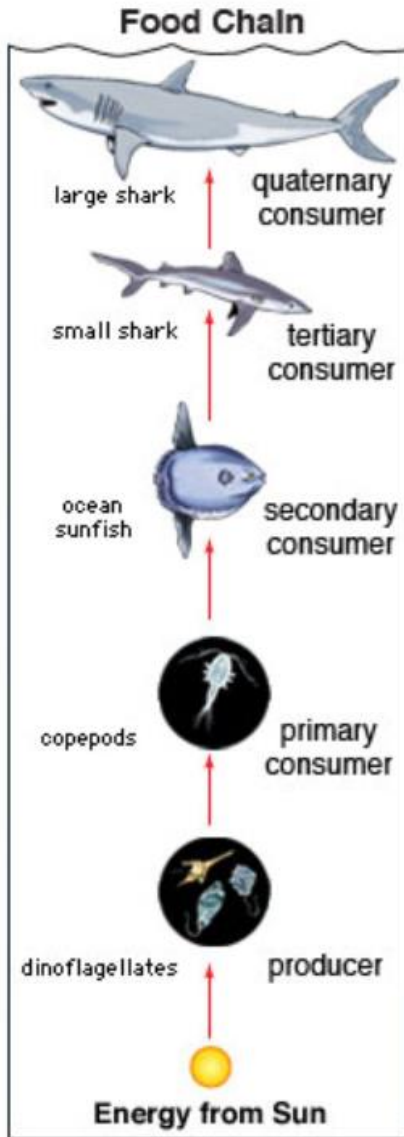 Food Chain
large shark
quaternary
consumer
small shark
tertiary
consumer
ocean
sunfish
secondary
consumer
copepods
primary
consumer
dinoflagellates
producer
Energy from Sun